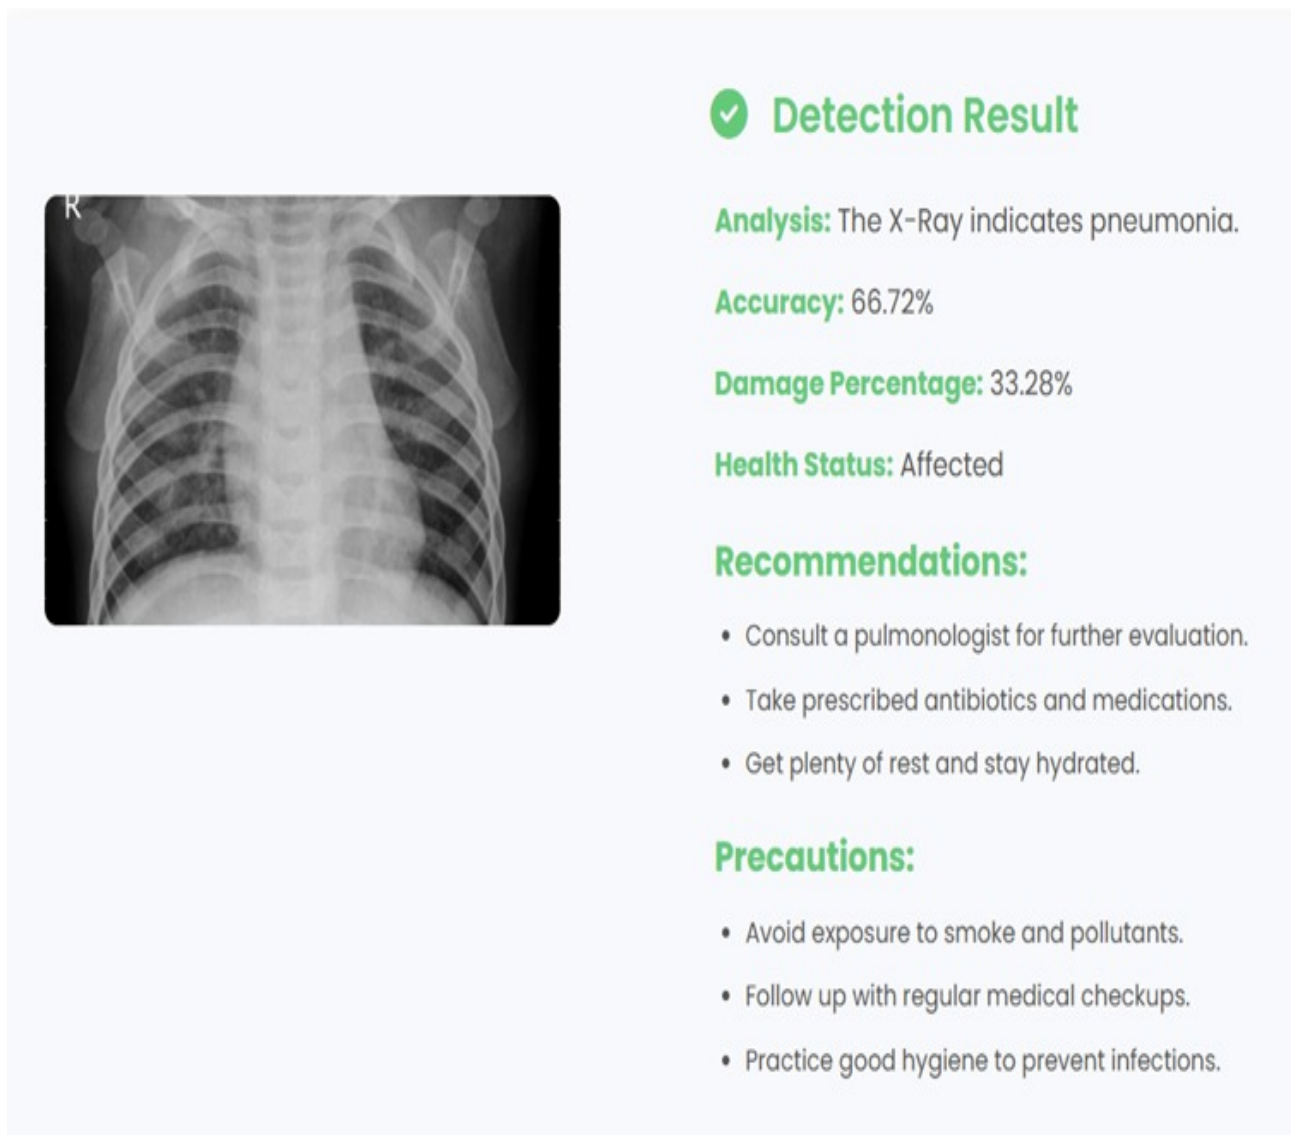 R
Detection Result
Analysis: The X-Ray indicates pneumonia.
Accuracy: 66.72%
Damage Percentage: 33.28%
Health Status: Affected
Recommendations:
• Consult a pulmonologist for further evaluation.
• Take prescribed antibiotics and medications.
• Get plenty of rest and stay hydrated.
Precautions:
• Avoid exposure to smoke and pollutants.
• Follow up with regular medical checkups.
• Practice good hygiene to prevent infections.